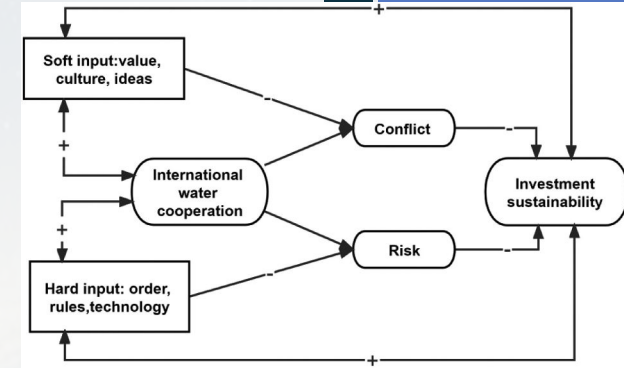 +
Soft input:value,
culture, ideas
-
Conflict
-
+
International
water
cooperation
Investment
sustainability
+
Risk
-
-
Hard input: order,
rules,technology
+